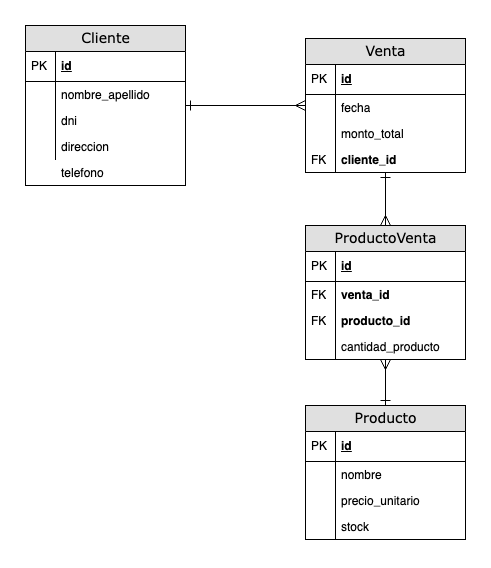 Cliente
PK id
nombre_apellido
dni
direccion
telefono
Venta
PK id
fecha
monto_total
FK cliente_id
ProductoVenta
PK id
FK venta_id
FK producto_id
cantidad_producto
Producto
PK id
nombre
precio_unitario
stock